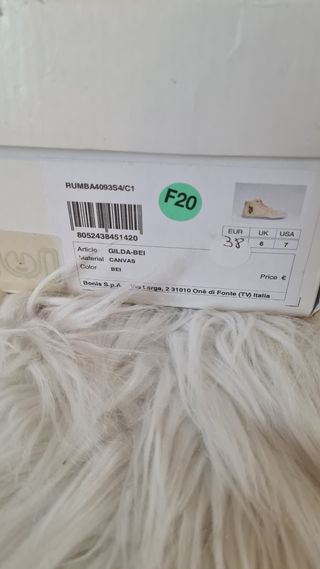 RUMBA4093S4/C1
F20
8052438451420
EUR UK USA
38 6 7
Article GILDA-BEI
Material CANVAS
Color BEI
Price €
Bonis S.p.A. Via Larga, 2 31010 Onè di Fonte (TV) Italia